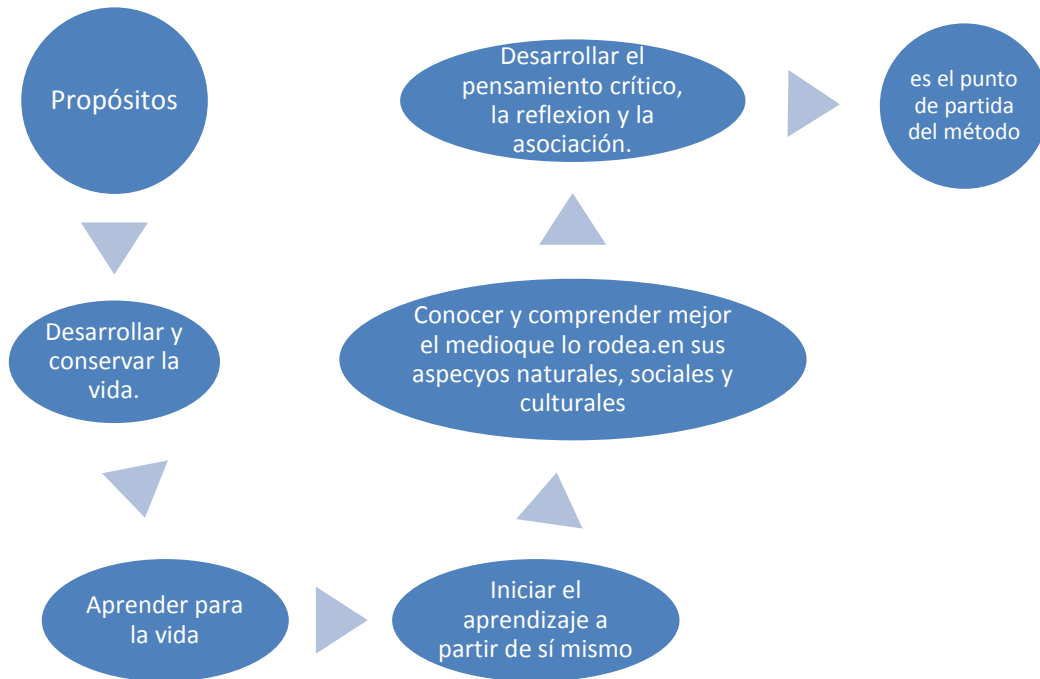 Propósitos
Desarrollar y
conservar la
vida.
Aprender para
la vida
Iniciar el
aprendizaje a
partir de sí mismo
Conocer y comprender mejor
el medioque lo rodea.en sus
aspecyos naturales, sociales y
culturales
Desarrollar el
pensamiento crítico,
la reflexion y la
asociación.
es el punto
de partida
del método